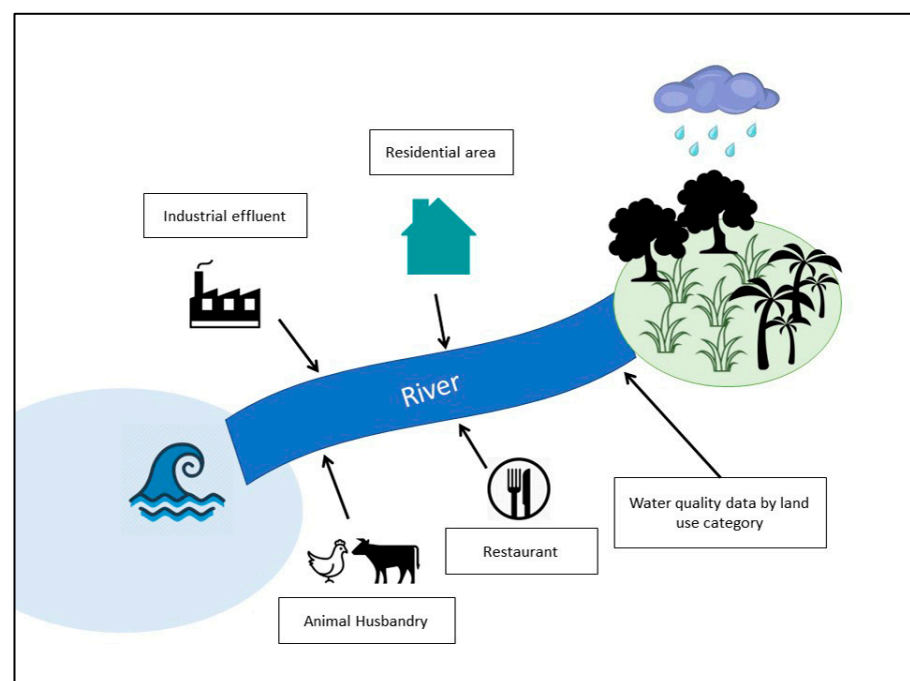 Residential area
Industrial effluent
River
Water quality data by land
use category
Restaurant
Animal Husbandry